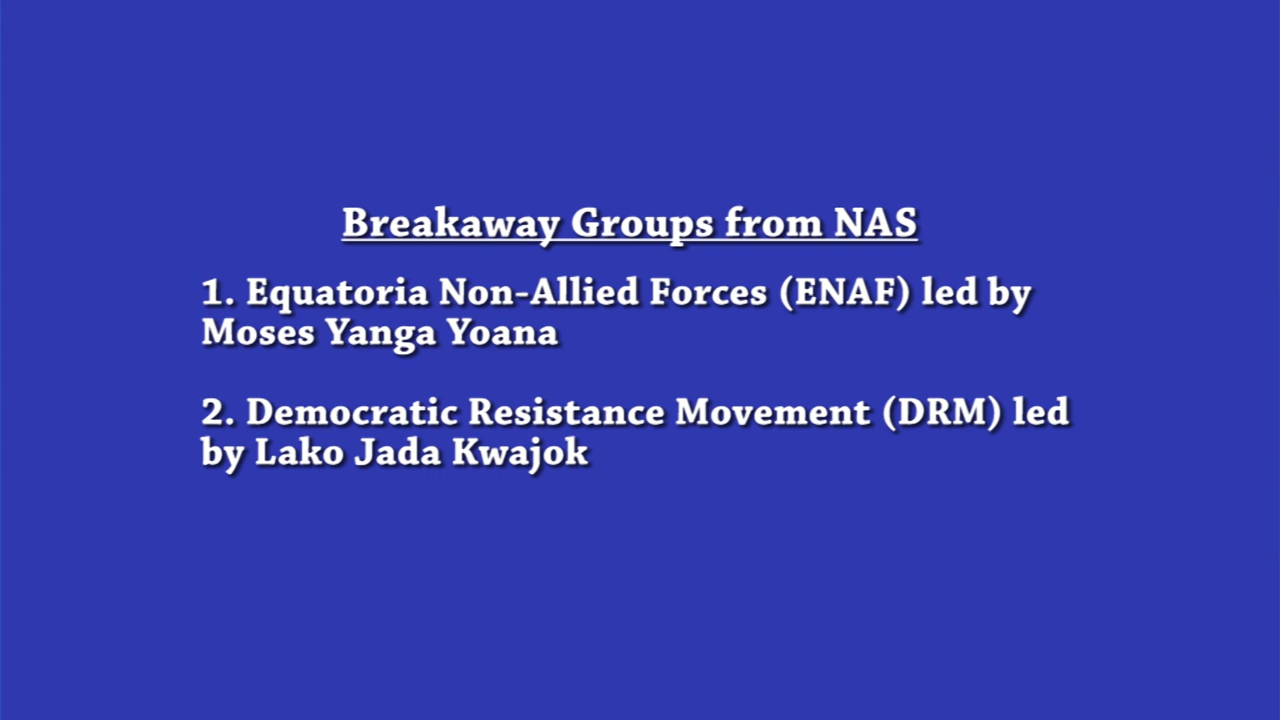 Breakaway Groups from NAS
1. Equatoria Non-Allied Forces (ENAF) led by
Moses Yanga Yoana
2. Democratic Resistance Movement (DRM) led
by Lako Jada Kwajok